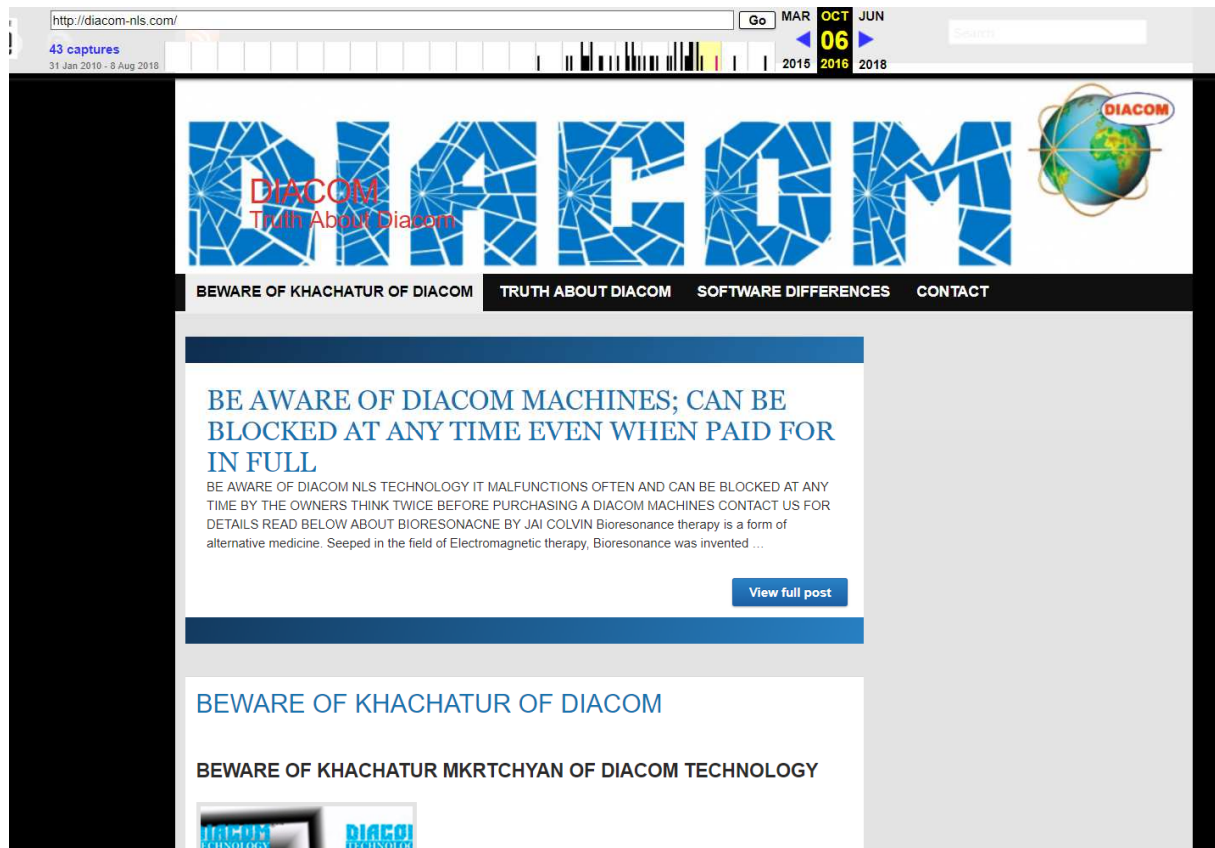 http://diacom-nls.com/
Go
MAR OCT JUN
Search
43 captures
06
31 Jan 2010 - 8 Aug 2018
2015 2016 2018
DIACOM
DIACOM
DIACOM
Truth About Diacom
BEWARE OF KHACHATUR OF DIACOM TRUTH ABOUT DIACOM SOFTWARE DIFFERENCES CONTACT
BE AWARE OF DIACOM MACHINES; CAN BE
BLOCKED AT ANY TIME EVEN WHEN PAID FOR
IN FULL
BE AWARE OF DIACOM NLS TECHNOLOGY IT MALFUNCTIONS OFTEN AND CAN BE BLOCKED AT ANY
TIME BY THE OWNERS THINK TWICE BEFORE PURCHASING A DIACOM MACHINES CONTACT US FOR
DETAILS READ BELOW ABOUT BIORESONACNE BY JAI COLVIN Bioresonance therapy is a form of
alternative medicine. Seeped in the field of Electromagnetic therapy, Bioresonance was invented …
View full post
BEWARE OF KHACHATUR OF DIACOM
BEWARE OF KHACHATUR MKRTCHYAN OF DIACOM TECHNOLOGY
DIACOM DIACOM
TECHNOLOGY TECHNOLOG